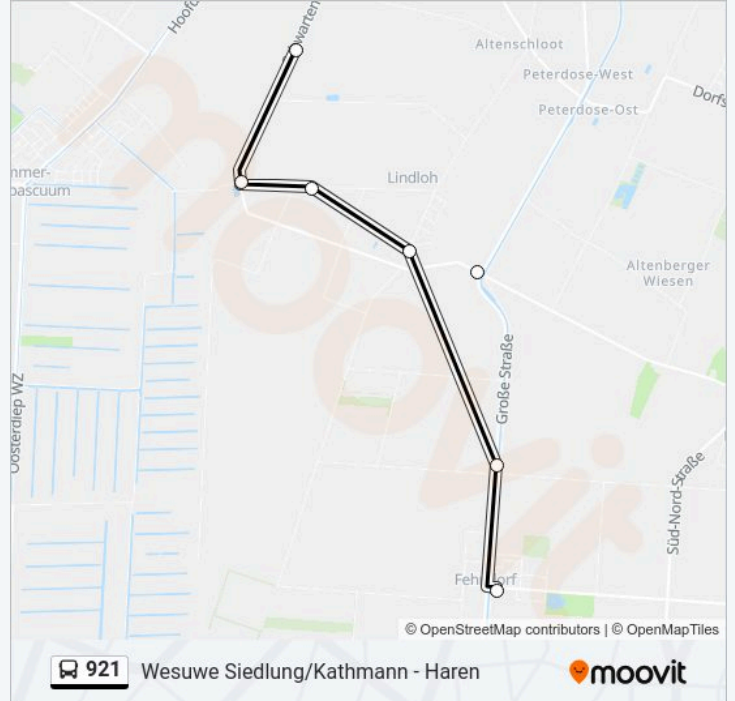 Altenschloot
Peterdose-West
Peterdose-Ost
Lindloh
Altenberger
Wiesen
Große Straße
Oosterdiep WZ
Süd-Nord-Straße
moovit
© OpenStreetMap contributors | © OpenMapTiles
921 Wesuwe Siedlung/Kathmann - Haren
moovit